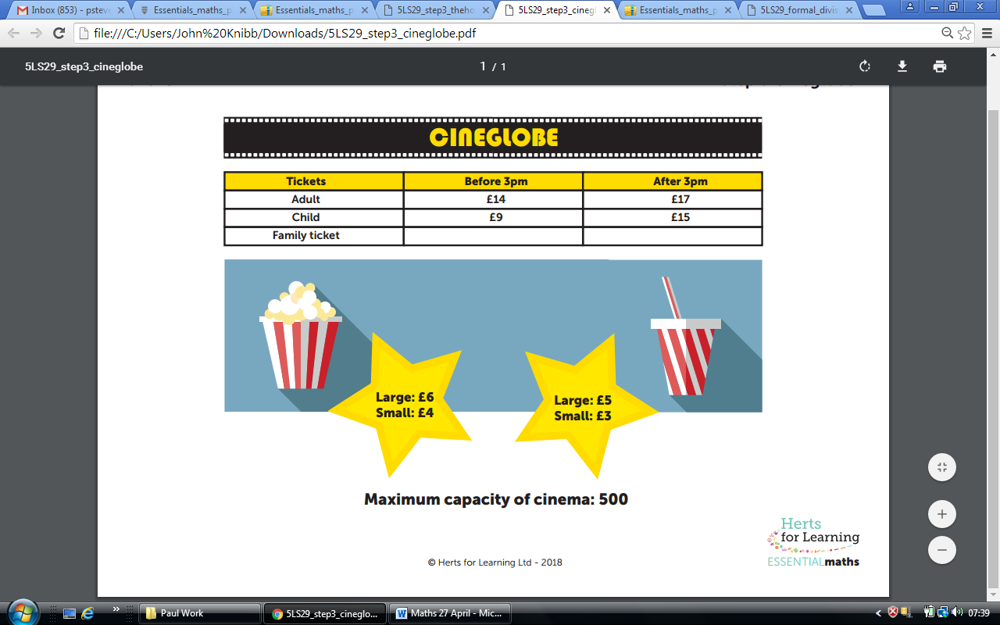 Inbox (853) - psteve
Essentials_maths_p
Essentials_maths_p
5LS29_step3_theho
5LS29_step3_cinegl
Essentials_maths_p
5LS29_formal_divis
file:///C:/Users/John%20Knibb/Downloads/5LS29_step3_cineglobe.pdf
5LS29_step3_cineglobe
1 / 1
CINEGLOBE
Tickets Before 3pm After 3pm
Adult £14 £17
Child £9 £15
Family ticket
Large: £6
Small: £4
Large: £5
Small: £3
Maximum capacity of cinema: 500
Herts
for Learning
ESSENTIALmaths
© Herts for Learning Ltd - 2018
Paul Work
5LS29_step3_cineglo...
Maths 27 April - Mic...
07:39